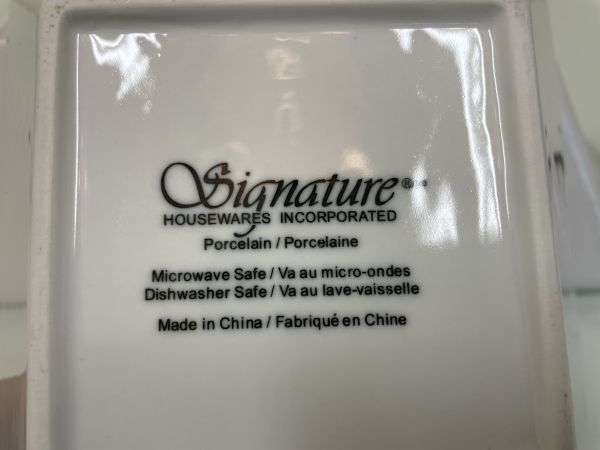 Signature®
HOUSEWARES INCORPORATED
Porcelain / Porcelaine
Microwave Safe / Va au micro-ondes
Dishwasher Safe / Va au lave-vaisselle
Made in China / Fabriqué en Chine